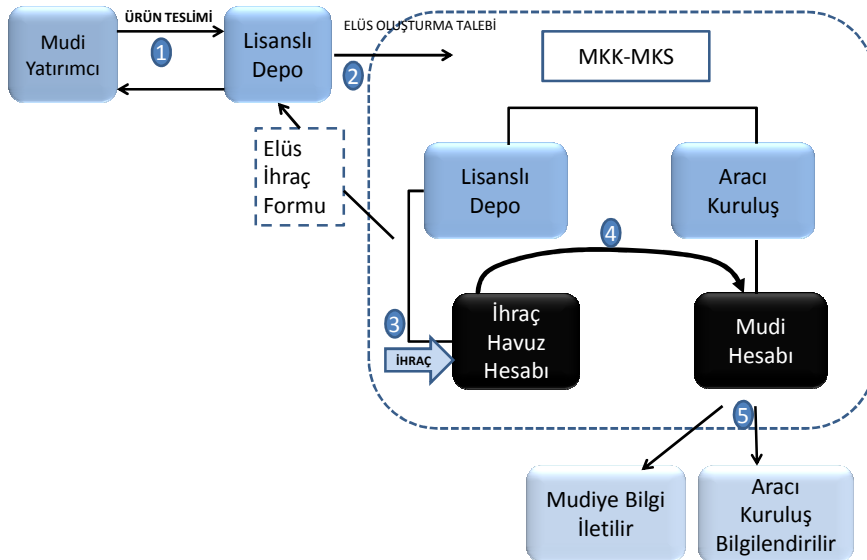 ÜRÜN TESLİMİ
Mudi
Yatırımcı
1
Lisanslı
Depo
ELÜS OLUŞTURMA TALEBİ
2
MKK-MKS
Elüs
İhraç
Formu
Lisanslı
Depo
Aracı
Kuruluş
4
3
İHRAÇ
İhraç
Havuz
Hesabı
Mudi
Hesabı
5
Mudiye Bilgi
İletilir
Aracı
Kuruluş
Bilgilendirilir